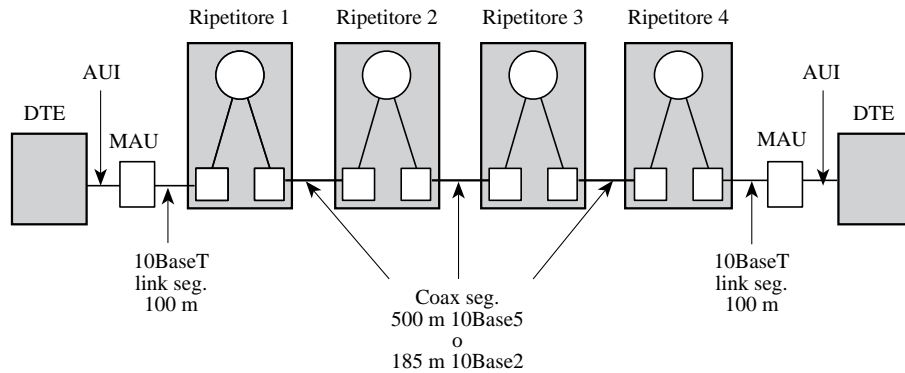 Ripetitore 1
Ripetitore 2
Ripetitore 3
Ripetitore 4
AUI
AUI
DTE
MAU
MAU
DTE
10BaseT
link seg.
100 m
Coax seg.
500 m 10Base5
o
185 m 10Base2
10BaseT
link seg.
100 m